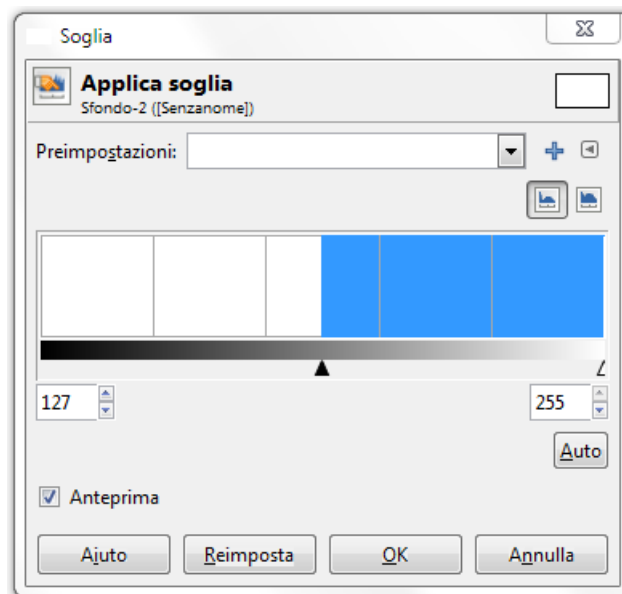 Soglia
Applica soglia
Sfondo-2 ([Senzanome])
Preimpostazioni:
127
255
Auto
Anteprima
Aiuto Reimposta OK Annulla